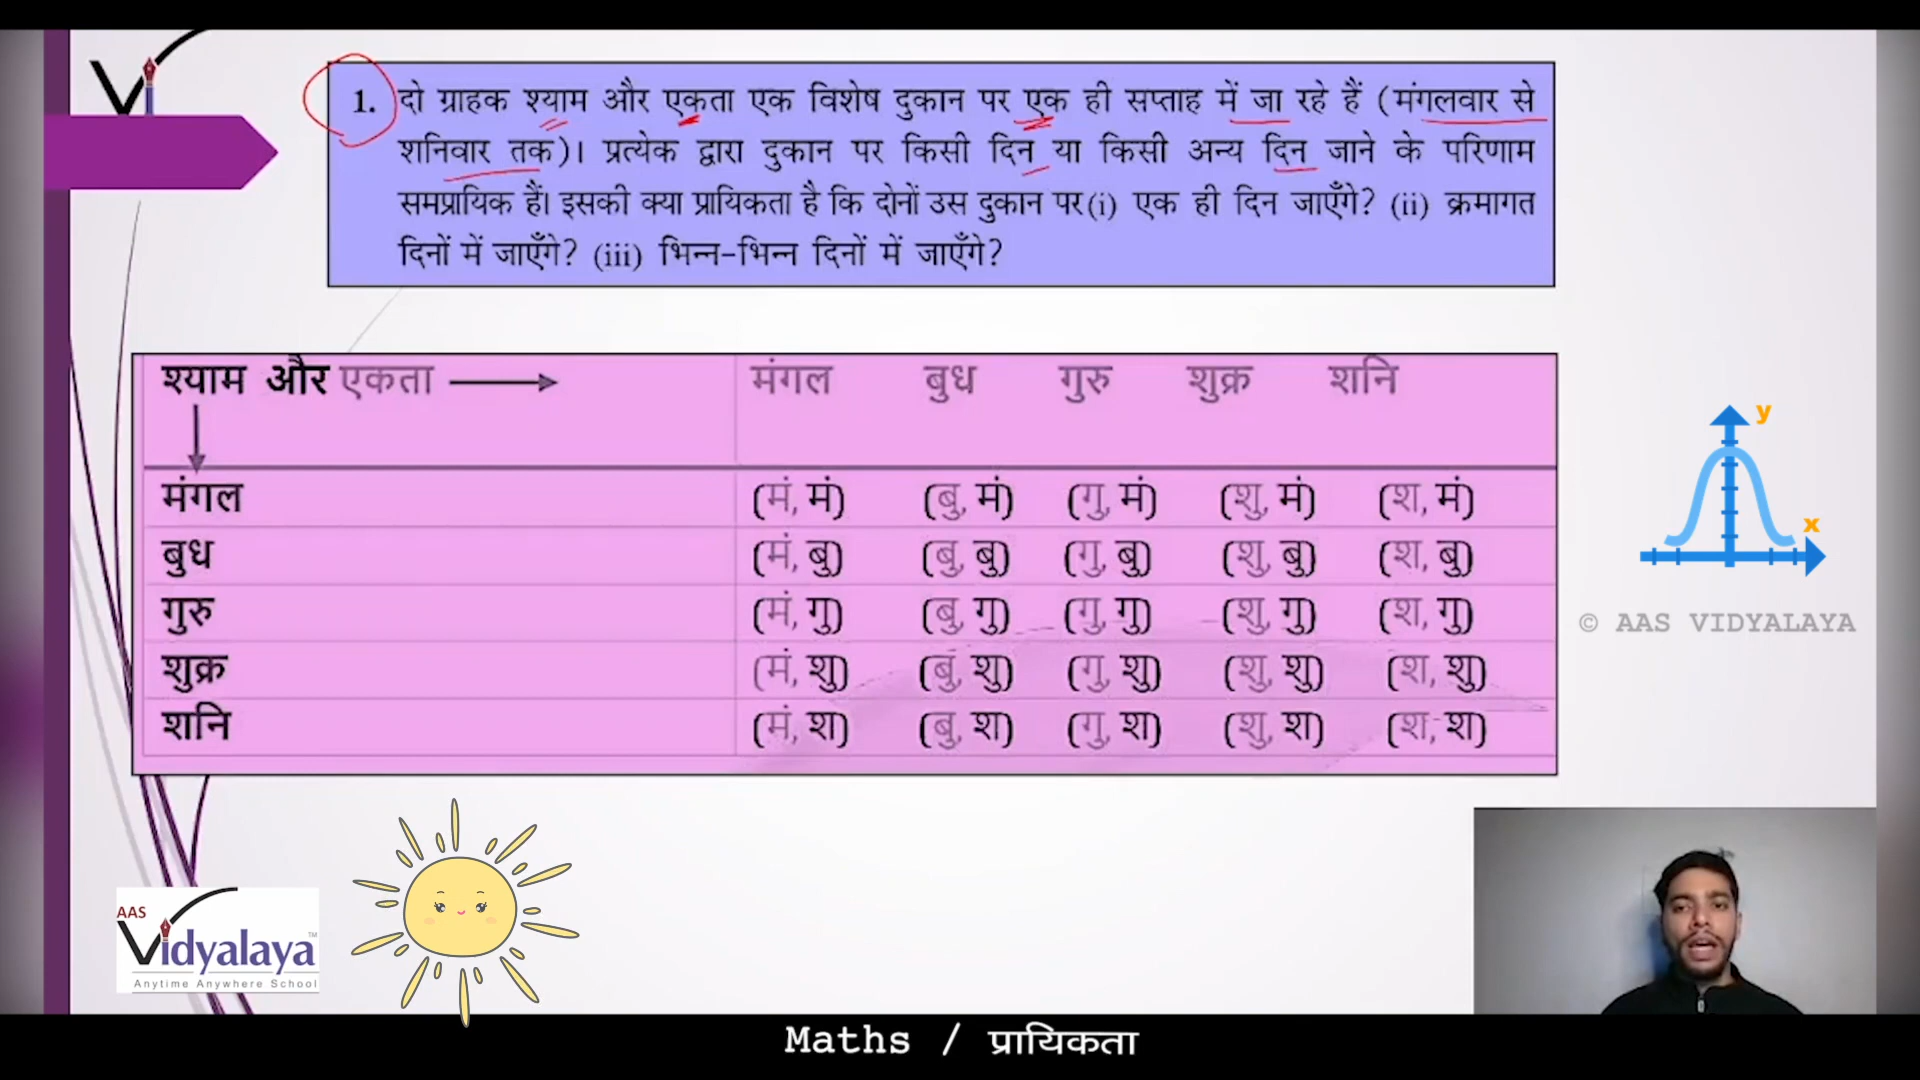 1. दो ग्राहक श्याम और एकता एक विशेष दुकान पर एक ही सप्ताह में जा रहे हैं (मंगलवार से
शनिवार तक)। प्रत्येक द्वारा दुकान पर किसी दिन या किसी अन्य दिन जाने के परिणाम
समप्रायिक हैं। इसकी क्या प्रायिकता है कि दोनों उस दुकान पर(i) एक ही दिन जाएँगे? (ii) क्रमागत
दिनों में जाएँगे? (iii) भिन्न-भिन्न दिनों में जाएँगे?
श्याम और एकता मंगल बुध गुरु शुक्र शनि
मंगल (मं, मं) (बु, मं) (गु, मं) (शु, मं) (श, मं)
बुध (मं, बु) (बु, बु) (गु, बु) (शु, बु) (श, बु)
गुरु (मं, गु) (बु, गु) (गु, गु) (शु, गु) (श, गु)
शुक्र (मं, शु) (बु, शु) (गु, शु) (शु, शु) (श, शु)
शनि (मं, श) (बु, श) (गु, श) (शु, श) (श, श)
y
x
© AAS VIDYALAYA
AAS
Vidyalaya
TM
Anytime Anywhere School
Maths / प्रायिकता